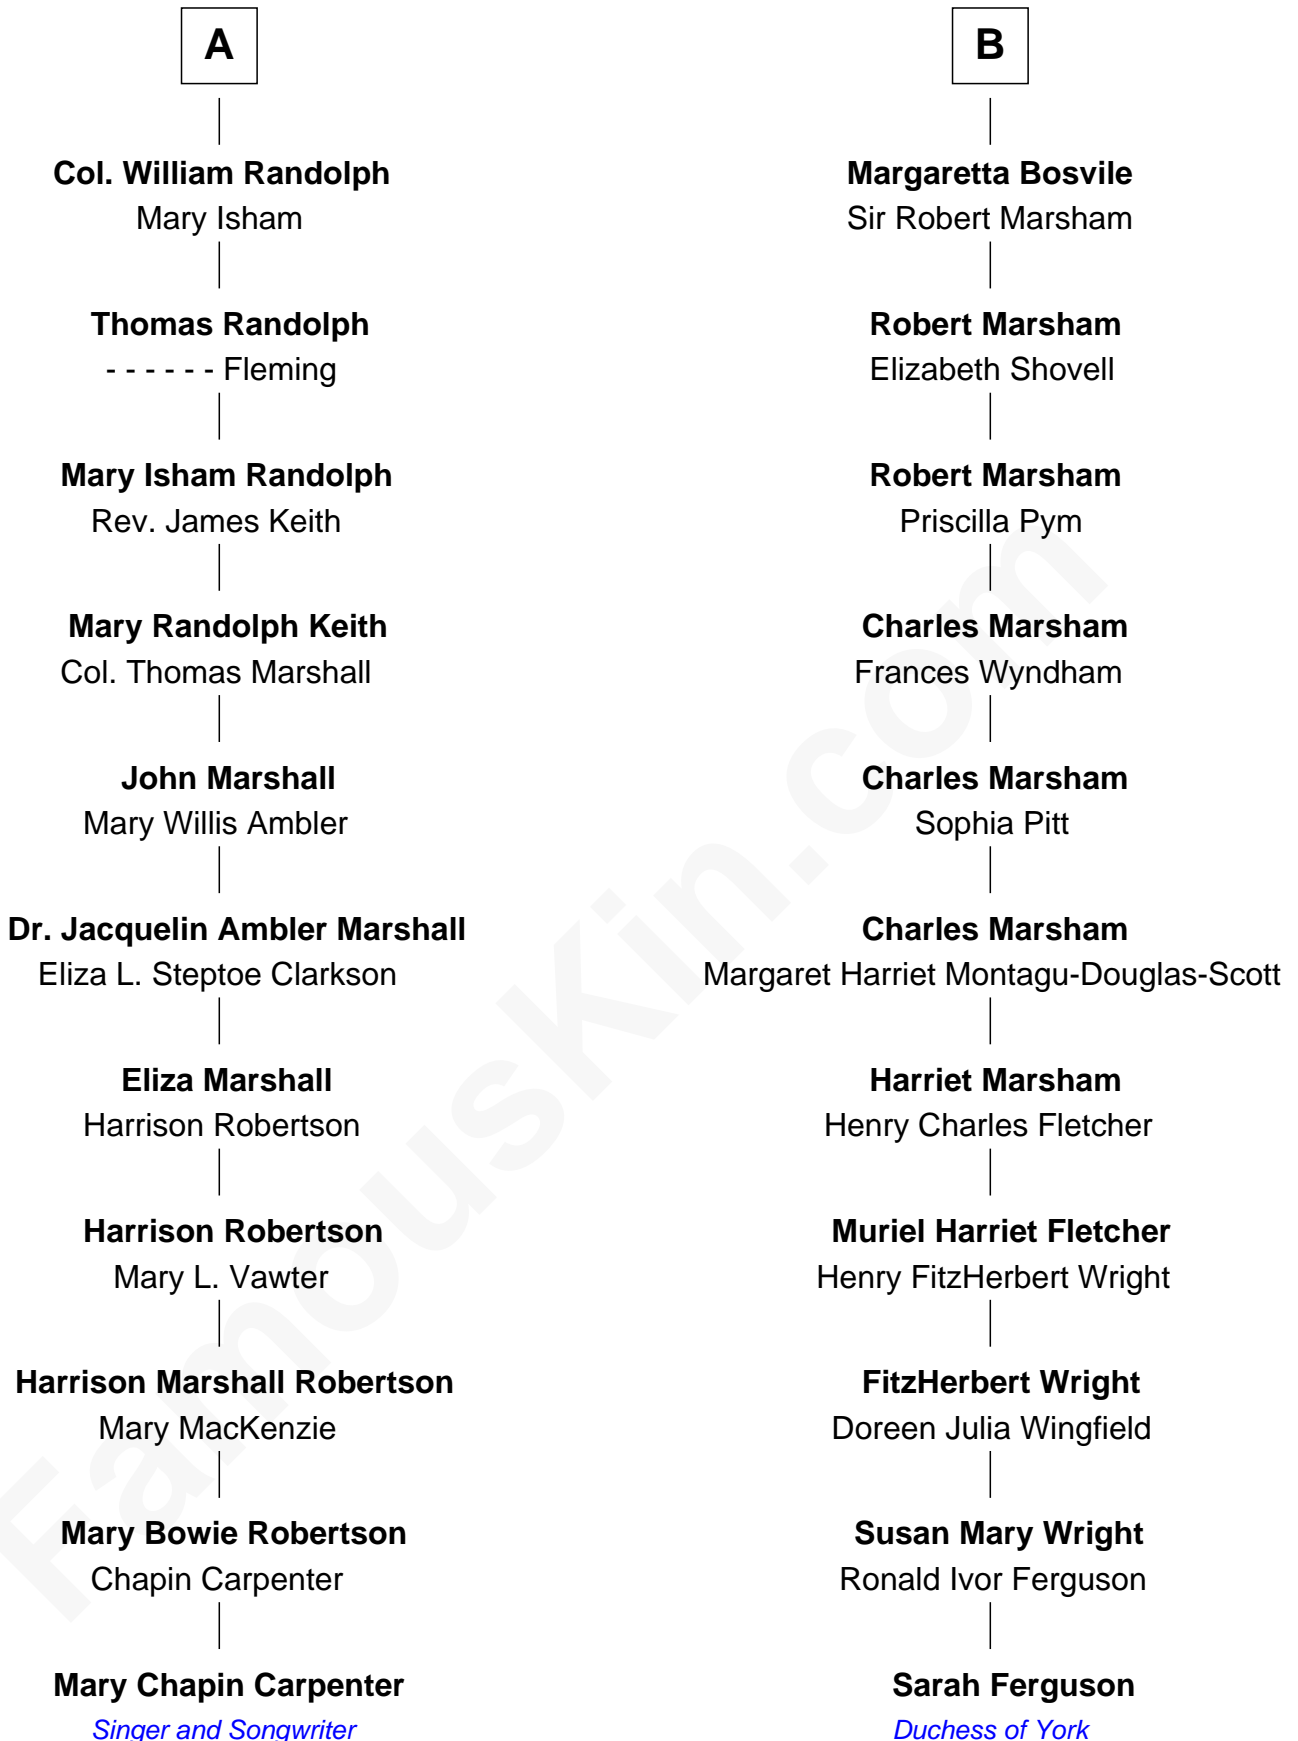 A
Col. William Randolph
Mary Isham
Thomas Randolph
- - - - - - Fleming
Mary Isham Randolph
Rev. James Keith
Mary Randolph Keith
Col. Thomas Marshall
John Marshall
Mary Willis Ambler
Dr. Jacquelin Ambler Marshall
Eliza L. Steptoe Clarkson
Eliza Marshall
Harrison Robertson
Harrison Robertson
Mary L. Vawter
Harrison Marshall Robertson
Mary MacKenzie
Mary Bowie Robertson
Chapin Carpenter
Mary Chapin Carpenter
Singer and Songwriter
B
Margaretta Bosvile
Sir Robert Marsham
Robert Marsham
Elizabeth Shovell
Robert Marsham
Priscilla Pym
Charles Marsham
Frances Wyndham
Charles Marsham
Sophia Pitt
Charles Marsham
Margaret Harriet Montagu-Douglas-Scott
Harriet Marsham
Henry Charles Fletcher
Muriel Harriet Fletcher
Henry FitzHerbert Wright
FitzHerbert Wright
Doreen Julia Wingfield
Susan Mary Wright
Ronald Ivor Ferguson
Sarah Ferguson
Duchess of York
FamousKin.com